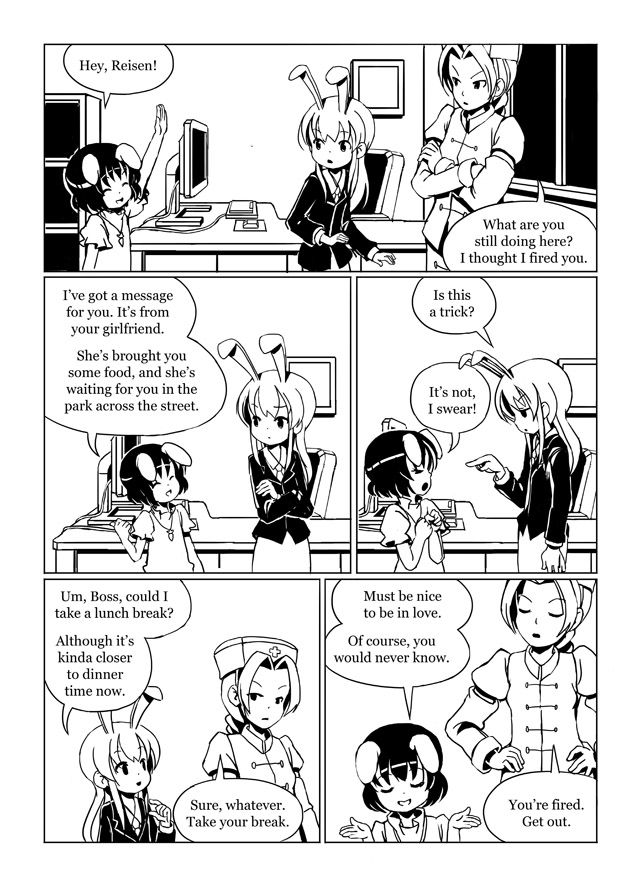 Hey, Reisen!
What are you
still doing here?
I thought I fired you.
I've got a message
for you. It's from
your girlfriend.
She's brought you
some food, and she's
waiting for you in the
park across the street.
Is this
a trick?
It's not,
I swear!
Um, Boss, could I
take a lunch break?
Although it's
kinda closer
to dinner
time now.
Sure, whatever.
Take your break.
Must be nice
to be in love.
Of course, you
would never know.
You're fired.
Get out.